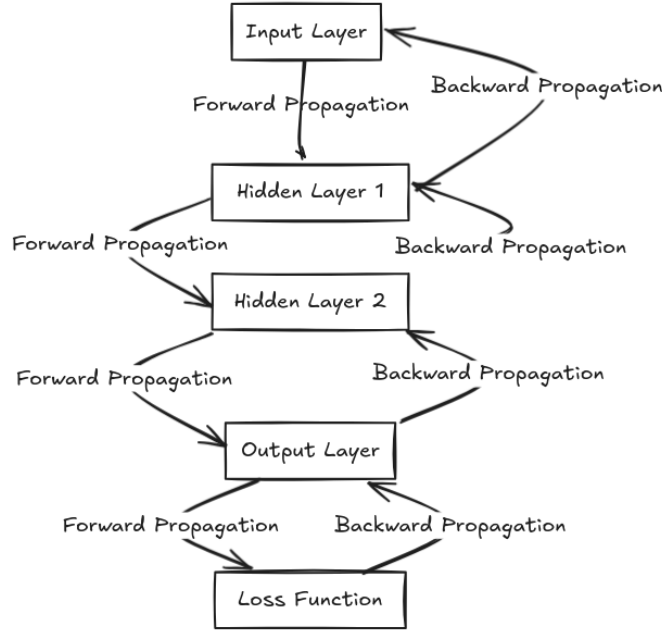 Input Layer
Forward Propagation
Backward Propagation
Hidden Layer 1
Forward Propagation
Backward Propagation
Hidden Layer 2
Forward Propagation
Backward Propagation
Output Layer
Forward Propagation
Backward Propagation
Loss Function